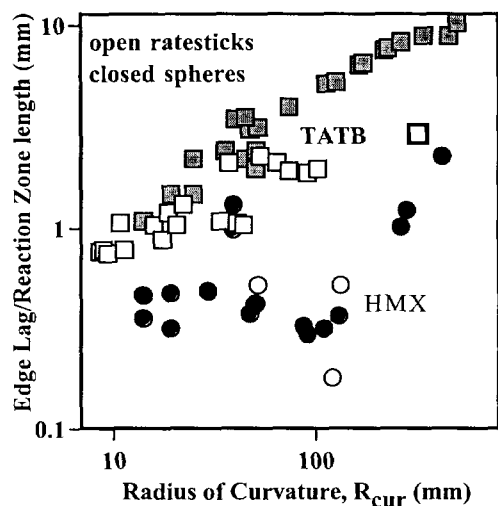 Edge Lag/Reaction Zone length (mm)
10
open ratesticks
closed spheres
TATB
1
HMX
0.1
10
100
Radius of Curvature, Rcur (mm)